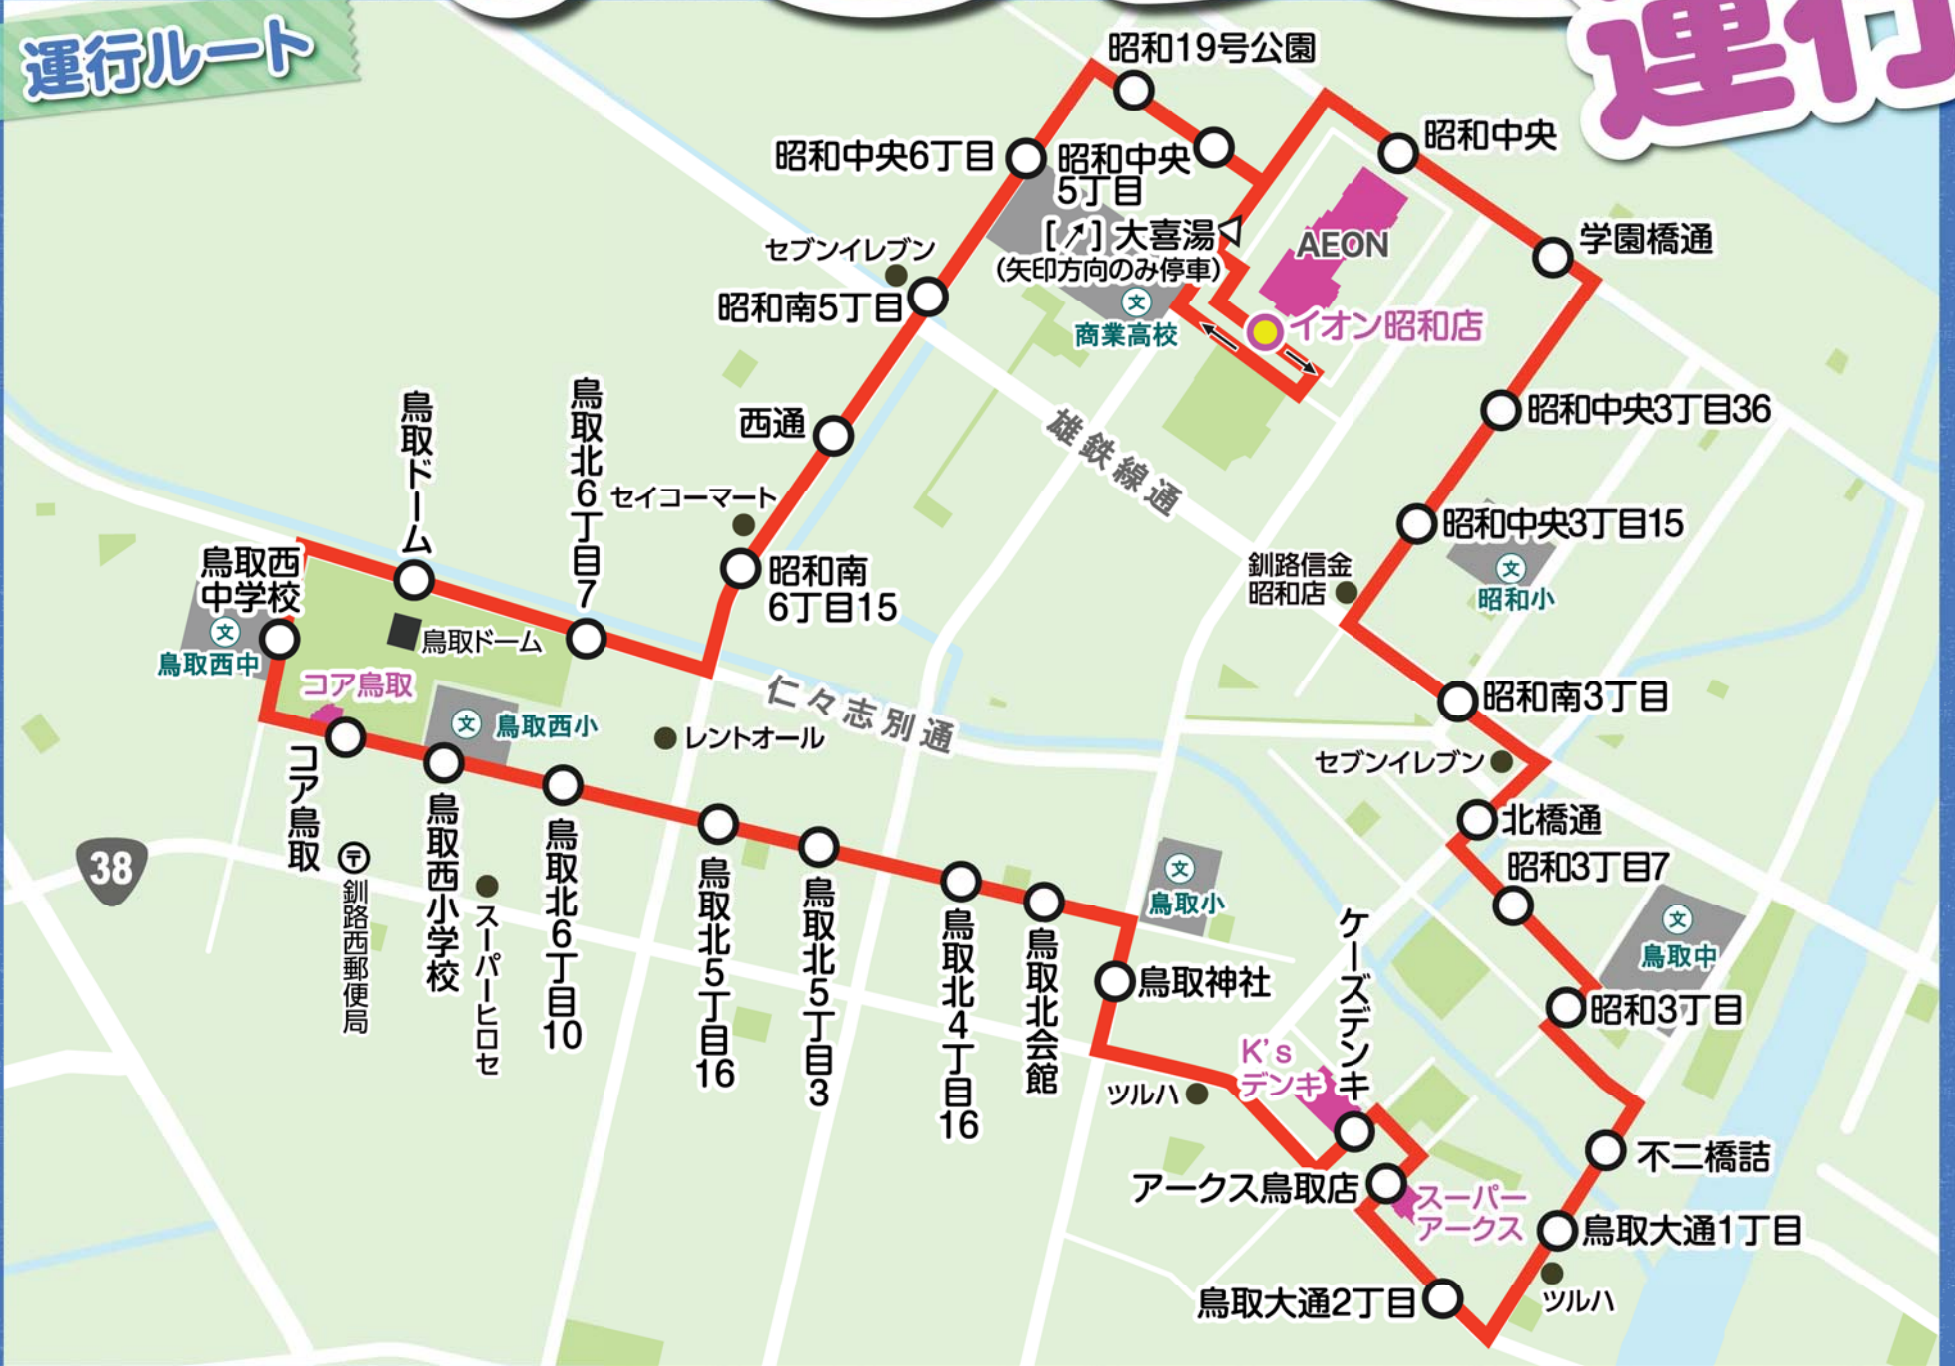 運行ルート
運行
昭和19号公園
昭和中央6丁目
昭和中央
5丁目
昭和中央
[↗] 大喜湯
(矢印方向のみ停車)
AEON
学園橋通
セブンイレブン
昭和南5丁目
文
商業高校
イオン昭和店
西通
雄鉄線通
昭和中央3丁目36
鳥取ドーム
鳥取北6丁目7
セイコーマート
昭和南
6丁目15
昭和中央3丁目15
文
昭和小
釧路信金
昭和店
鳥取西
中学校
文
鳥取西中
鳥取ドーム
コア鳥取
文
鳥取西小
レントオール
仁々志別通
昭和南3丁目
セブンイレブン
北橋通
昭和3丁目7
38
コア鳥取
〒
釧路西郵便局
鳥取西小学校
スーパーヒロセ
鳥取北6丁目10
鳥取北5丁目16
鳥取北5丁目3
鳥取北4丁目16
鳥取北会館
文
鳥取小
鳥取神社
文
鳥取中
昭和3丁目
ケーズデンキ
K's
デンキ
ツルハ
アークス鳥取店
スーパー
アークス
不二橋詰
鳥取大通1丁目
ツルハ
鳥取大通2丁目